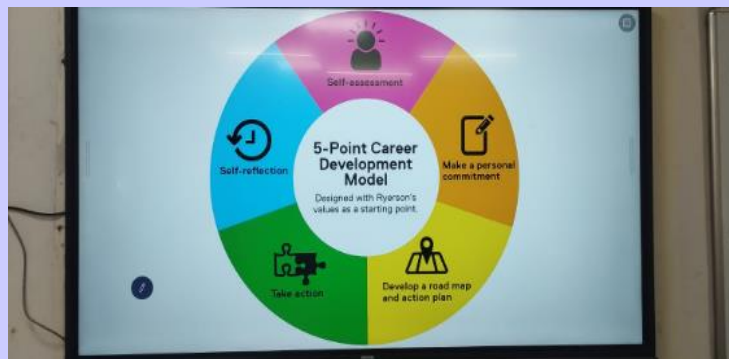 Self-assessment
5-Point Career
Development
Model
Designed with Ryerson's
values as a starting point.
Make a personal
commitment
Self-reflection
Take action
Develop a road map
and action plan